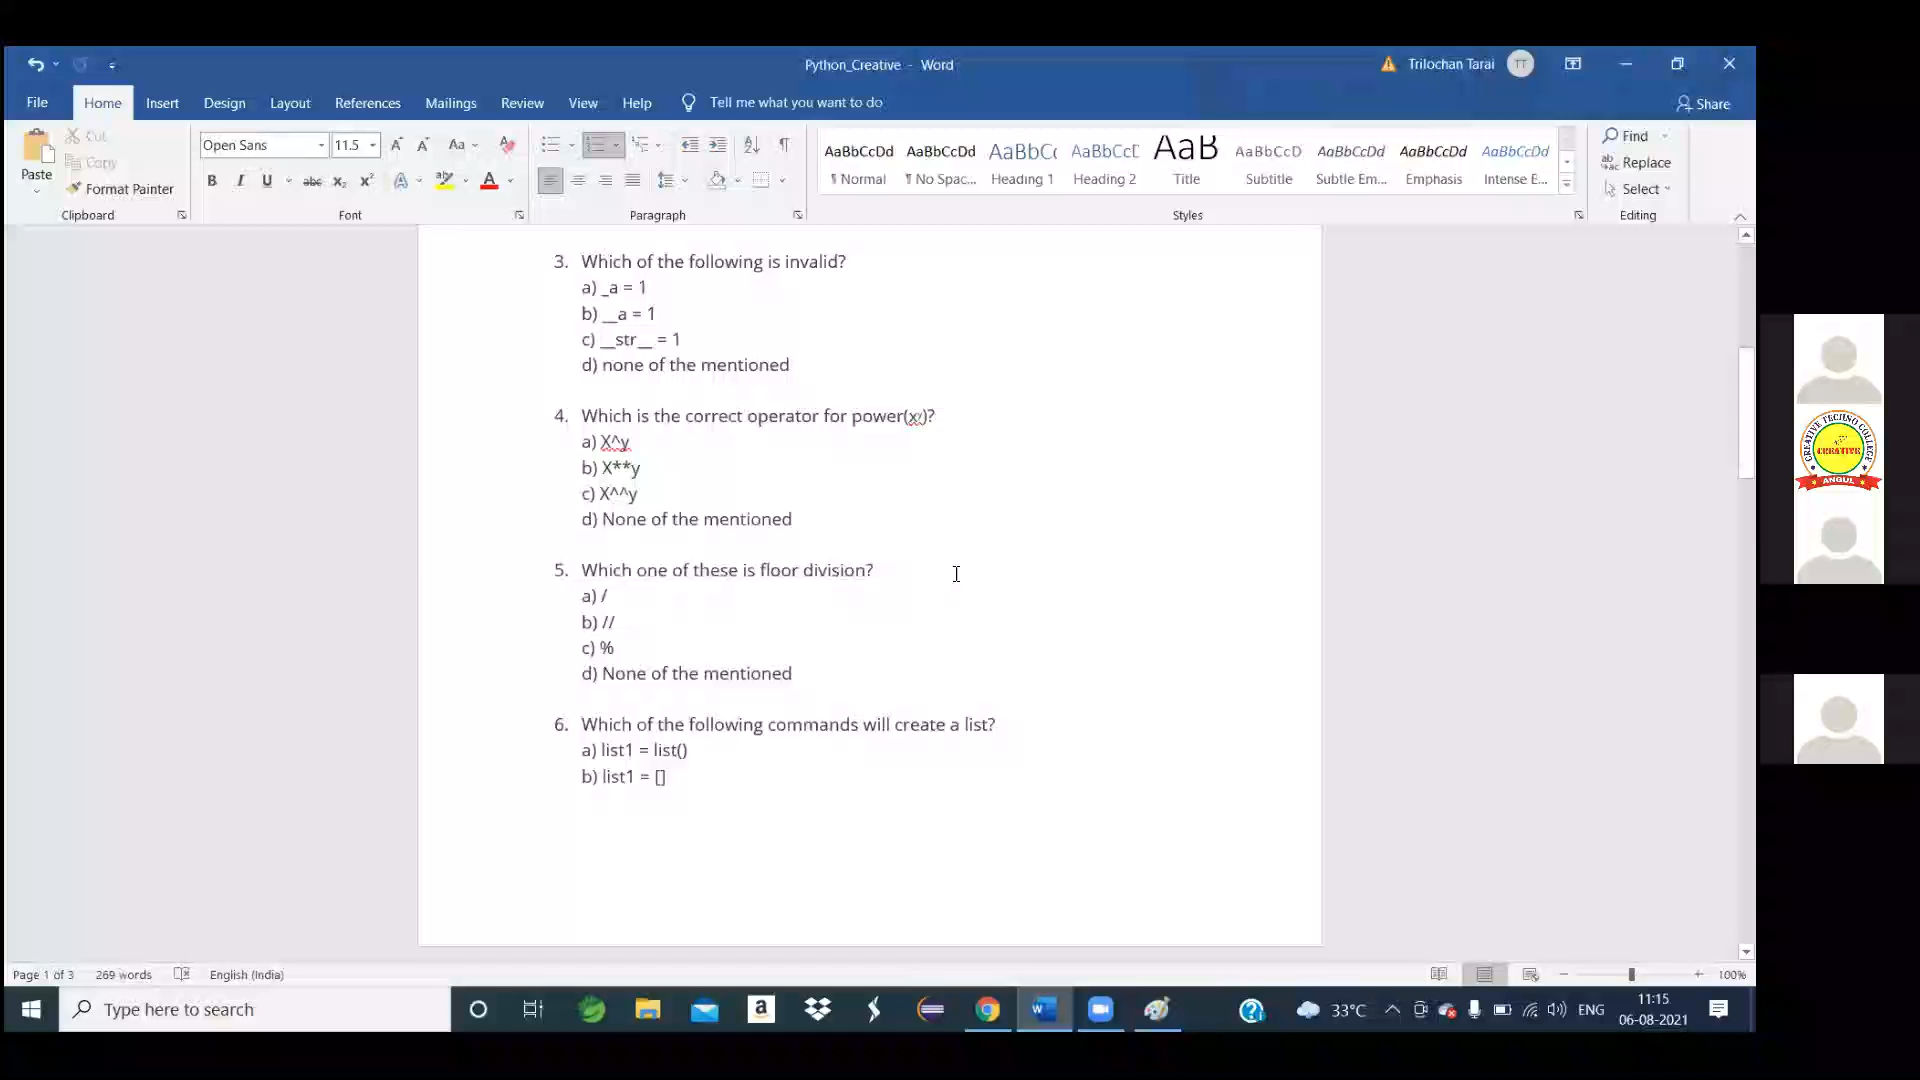 Python_Creative - Word
Trilochan Tarai TT
File Home Insert Design Layout References Mailings Review View Help Tell me what you want to do Share
Paste
Cut
Copy
Format Painter
Clipboard
Open Sans 11.5
Font
Paragraph
AaBbCcDd AaBbCcDd AaBbCc AaBbCcD AaB AaBbCcD AaBbCcDd AaBbCcDd AaBbCcDd
¶ Normal ¶ No Spac... Heading 1 Heading 2 Title Subtitle Subtle Em... Emphasis Intense E...
Styles
Find
Replace
Select
Editing
3. Which of the following is invalid?
a) _a = 1
b) __a = 1
c) __str__ = 1
d) none of the mentioned
4. Which is the correct operator for power(xʸ)?
a) X^y
b) X**y
c) X^^y
d) None of the mentioned
5. Which one of these is floor division?
a) /
b) //
c) %
d) None of the mentioned
6. Which of the following commands will create a list?
a) list1 = list()
b) list1 = []
CREATIVE TECHNO COLLEGE
CREATIVE
ANGUL
Page 1 of 3 269 words English (India) 100%
Type here to search
33°C ENG
11:15
06-08-2021